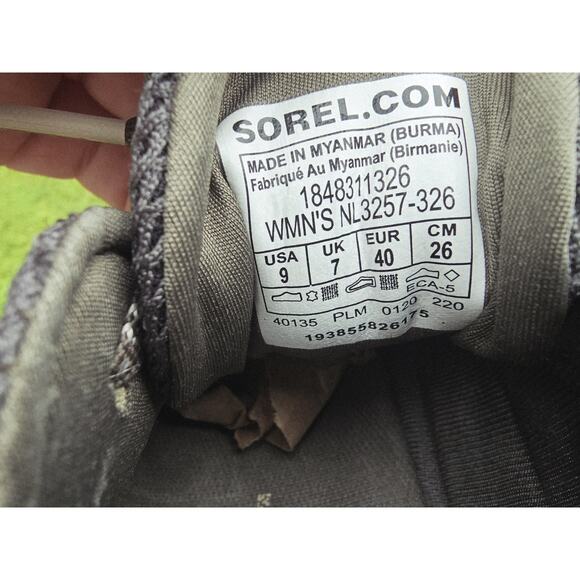 SOREL.COM
MADE IN MYANMAR (BURMA)
Fabriqué Au Myanmar (Birmanie)
1848311326
WMN'S NL3257-326
USA UK EUR CM
9 7 40 26
ECA-5
40135 PLM 0120 220
193855826175